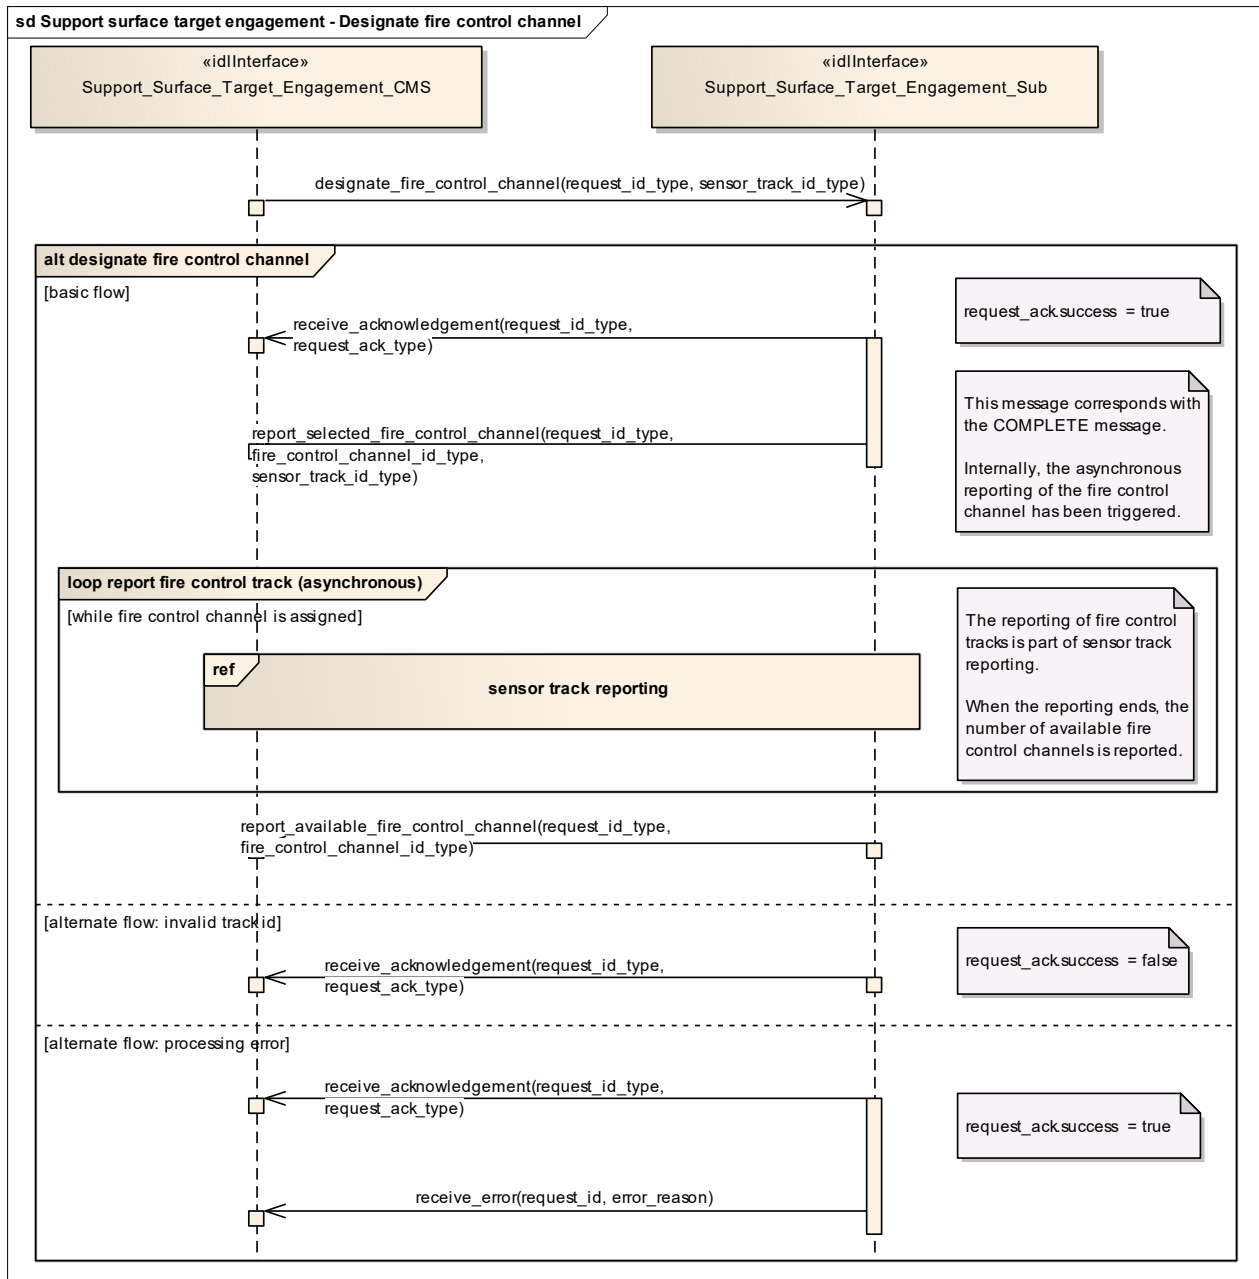 sd Support surface target engagement - Designate fire control channel
«idlInterface»
Support_Surface_Target_Engagement_CMS
«idlInterface»
Support_Surface_Target_Engagement_Sub
designate_fire_control_channel(request_id_type, sensor_track_id_type)
alt designate fire control channel
[basic flow]
request_ack.success = true
receive_acknowledgement(request_id_type,
request_ack_type)
This message corresponds with
the COMPLETE message.
Internally, the asynchronous
reporting of the fire control
channel has been triggered.
report_selected_fire_control_channel(request_id_type,
fire_control_channel_id_type,
sensor_track_id_type)
loop report fire control track (asynchronous)
[while fire control channel is assigned]
The reporting of fire control
tracks is part of sensor track
reporting.
When the reporting ends, the
number of available fire
control channels is reported.
ref
sensor track reporting
report_available_fire_control_channel(request_id_type,
fire_control_channel_id_type)
[alternate flow: invalid track id]
request_ack.success = false
receive_acknowledgement(request_id_type,
request_ack_type)
[alternate flow: processing error]
receive_acknowledgement(request_id_type,
request_ack_type)
request_ack.success = true
receive_error(request_id, error_reason)